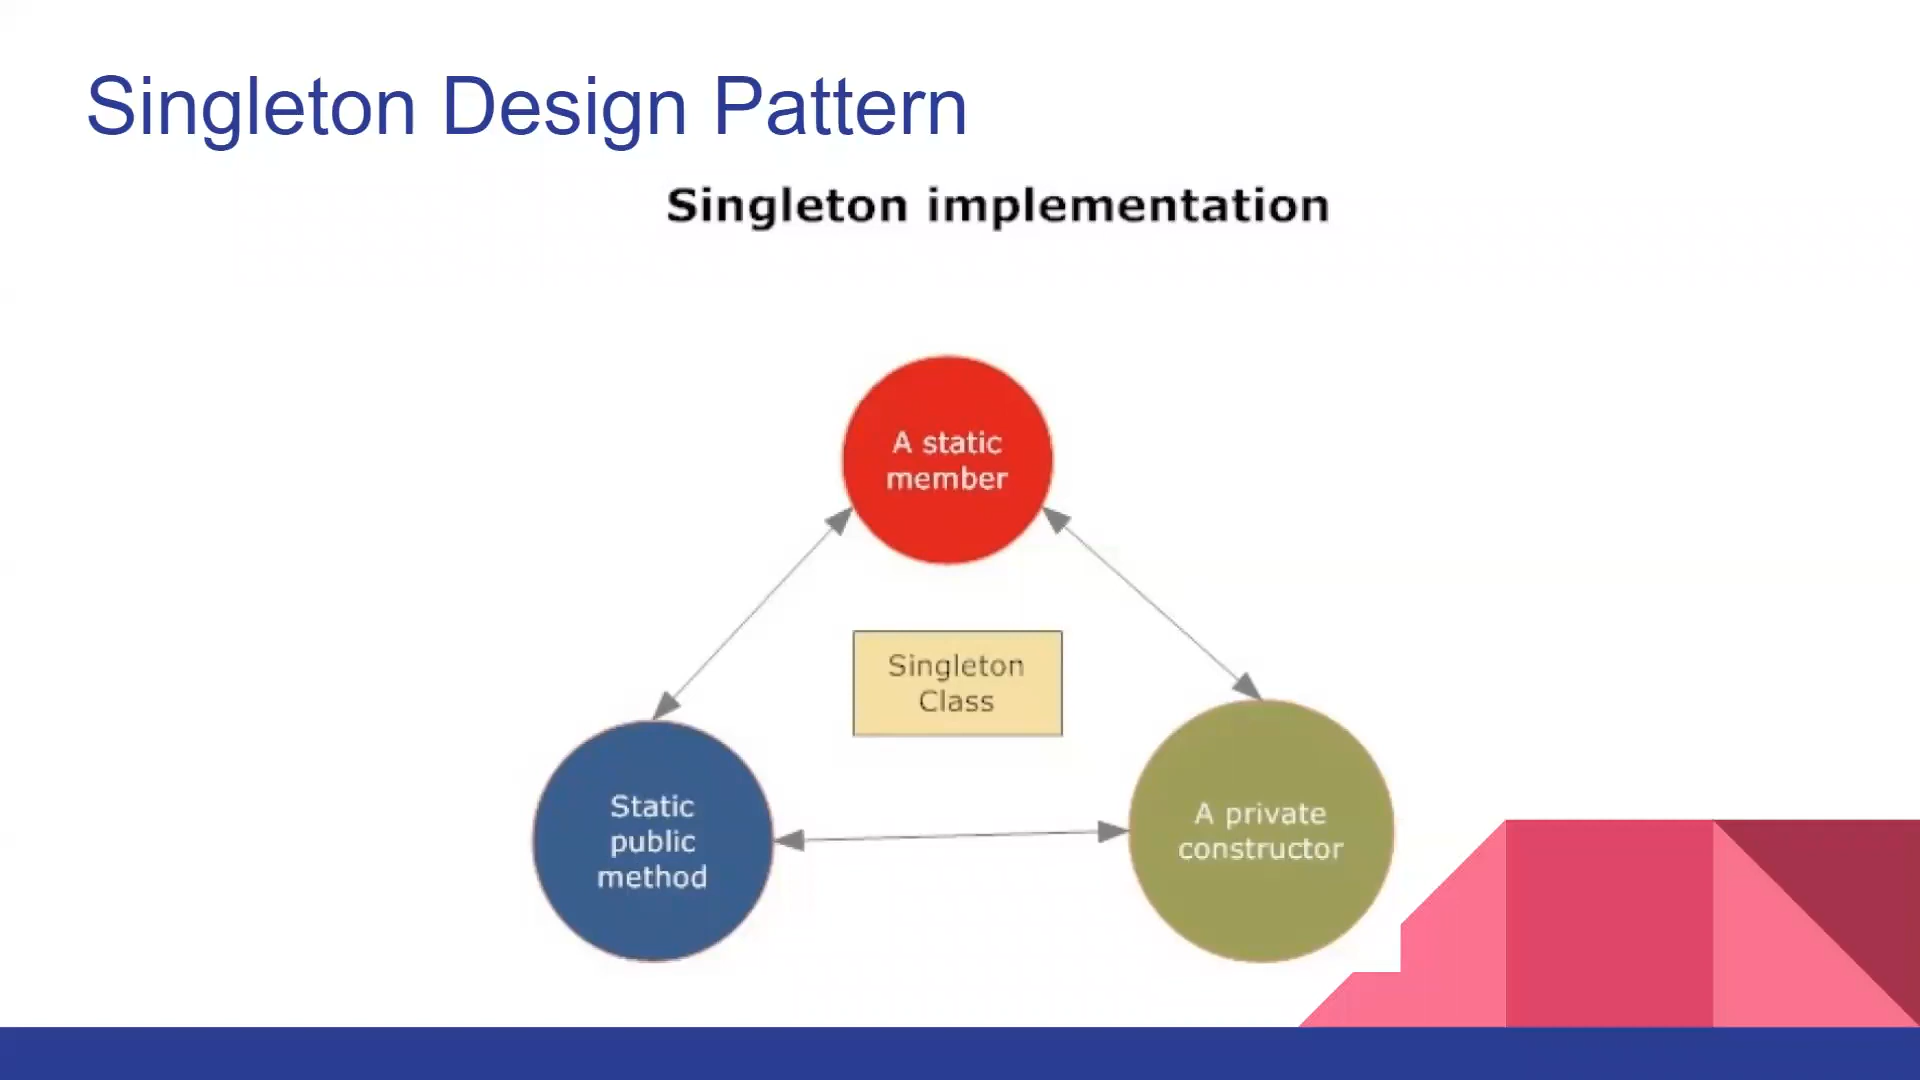 Singleton Design Pattern
Singleton implementation
A static
member
Singleton
Class
Static
public
method
A private
constructor